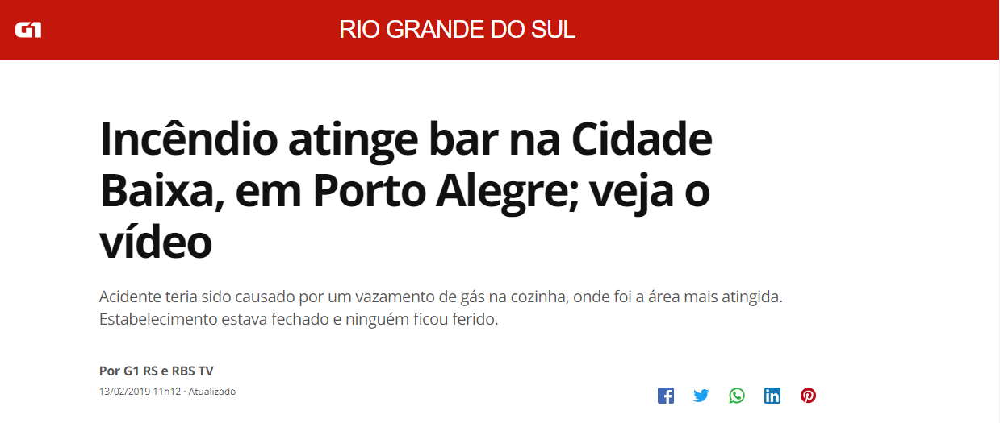 G1
RIO GRANDE DO SUL
Incêndio atinge bar na Cidade
Baixa, em Porto Alegre; veja o
vídeo
Acidente teria sido causado por um vazamento de gás na cozinha, onde foi a área mais atingida.
Estabelecimento estava fechado e ninguém ficou ferido.
Por G1 RS e RBS TV
13/02/2019 11h12 · Atualizado